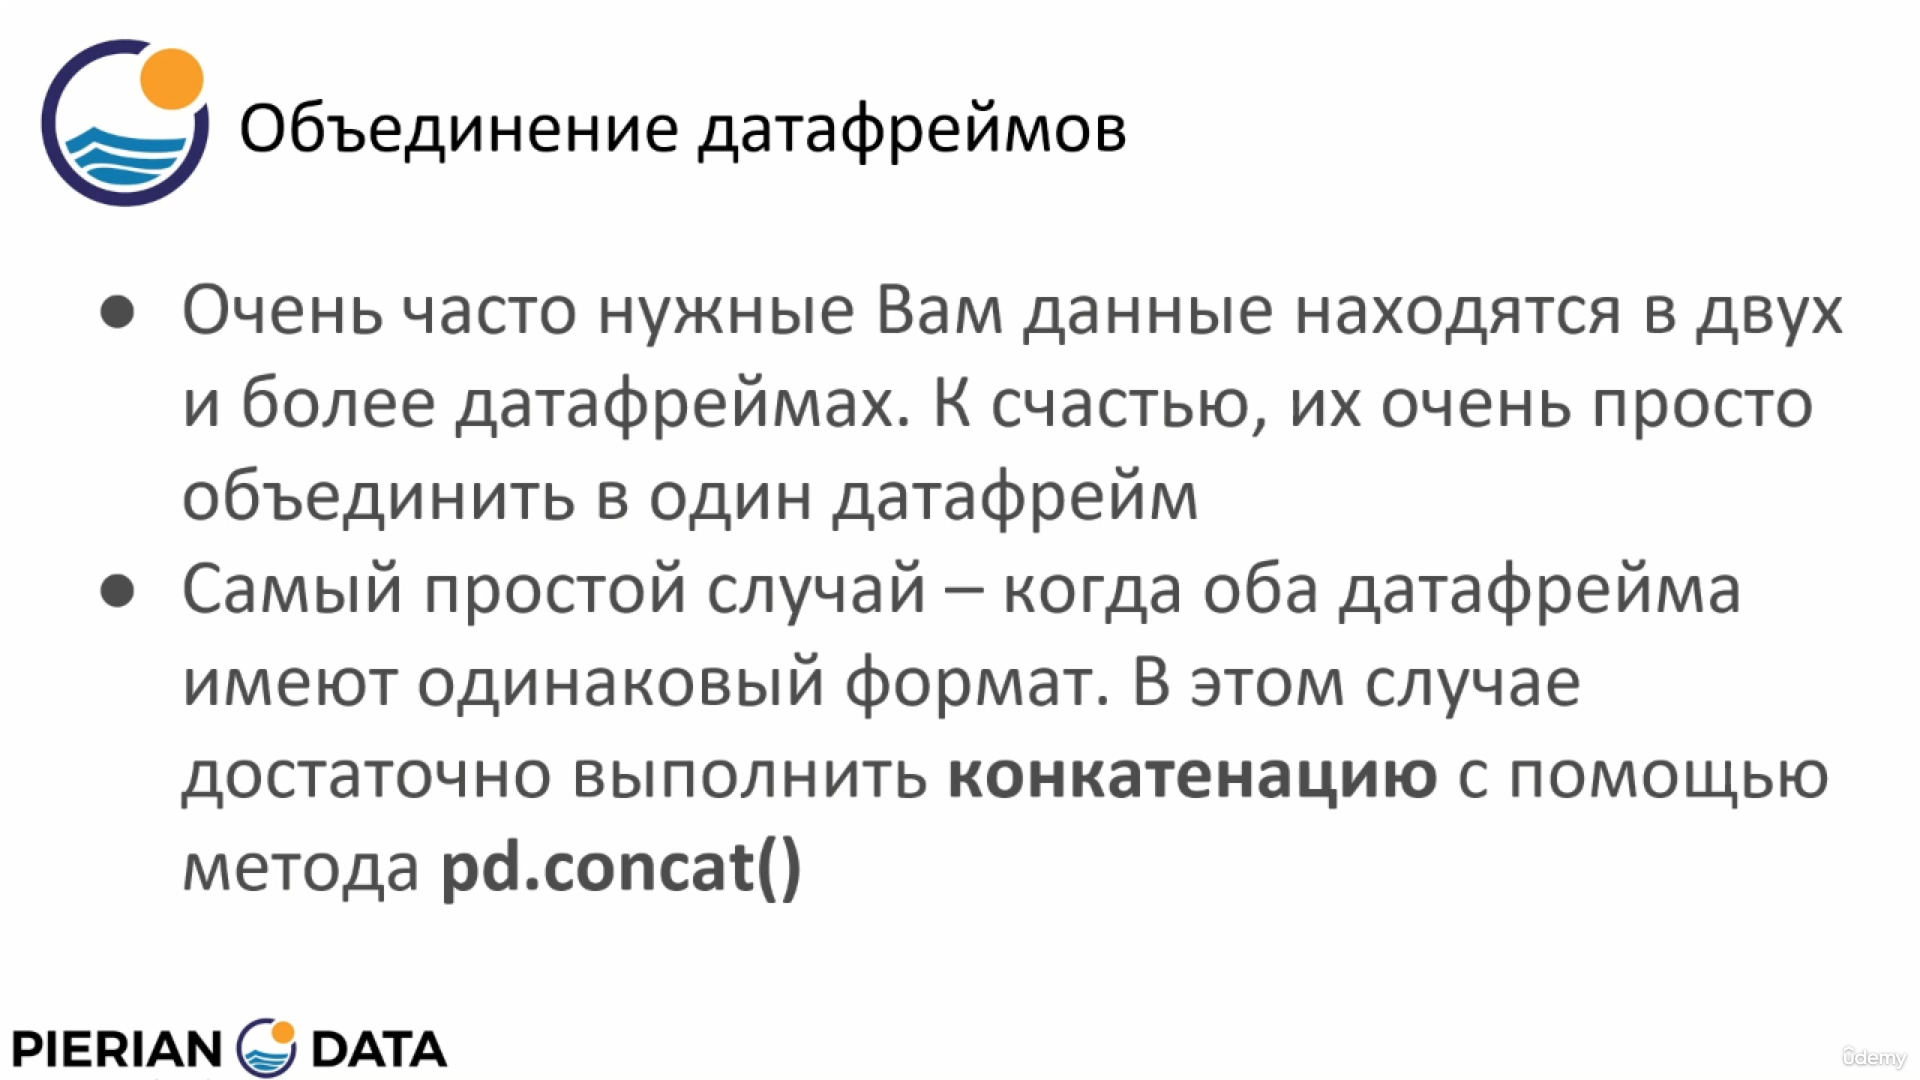 Объединение датафреймов
● Очень часто нужные Вам данные находятся в двух
и более датафреймах. К счастью, их очень просто
объединить в один датафрейм
● Самый простой случай – когда оба датафрейма
имеют одинаковый формат. В этом случае
достаточно выполнить конкатенацию с помощью
метода pd.concat()
PIERIAN DATA
ûdemy